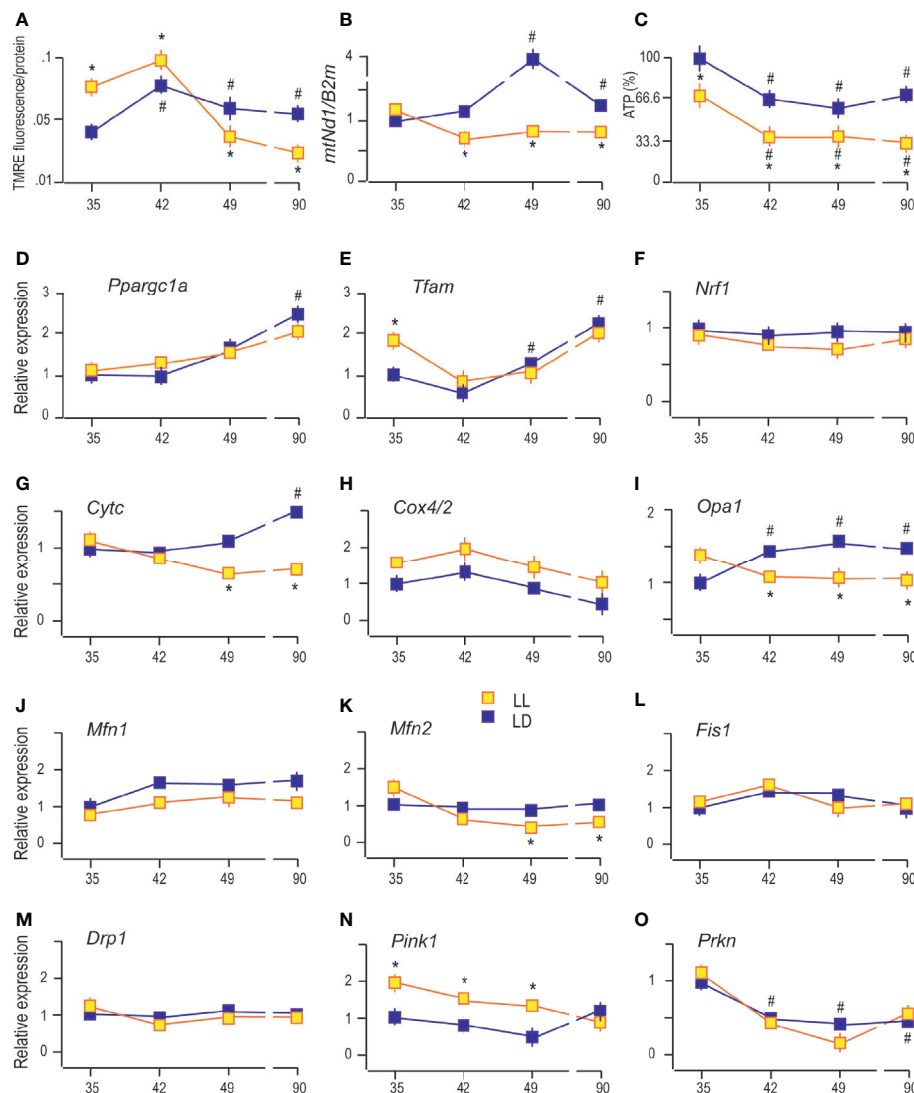 A
B
C
TMRE fluorescence/protein
.1
.05
.01
* * # # * # *
35 42 49 90
mtNd1/B2m
4
1
0
# # * * *
35 42 49 90
ATP (%)
100
66.6
33.3
0
* # # # # * # * # *
35 42 49 90
D
E
F
Relative expression
Ppargc1a
3
2
1
0
#
35 42 49 90
Tfam
3
2
1
0
* # #
35 42 49 90
Nrf1
1
0
35 42 49 90
G
H
I
Relative expression
Cytc
1
0
# * *
35 42 49 90
Cox4/2
2
1
0
35 42 49 90
Opa1
2
1
# # # * * *
35 42 49 90
J
K
L
Relative expression
Mfn1
2
1
0
35 42 49 90
LL
LD
Mfn2
2
1
0
* *
35 42 49 90
Fis1
2
1
0
35 42 49 90
M
N
O
Relative expression
Drp1
2
1
0
35 42 49 90
Pink1
2
1
0
* * *
35 42 49 90
Prkn
1
0
# # #
35 42 49 90